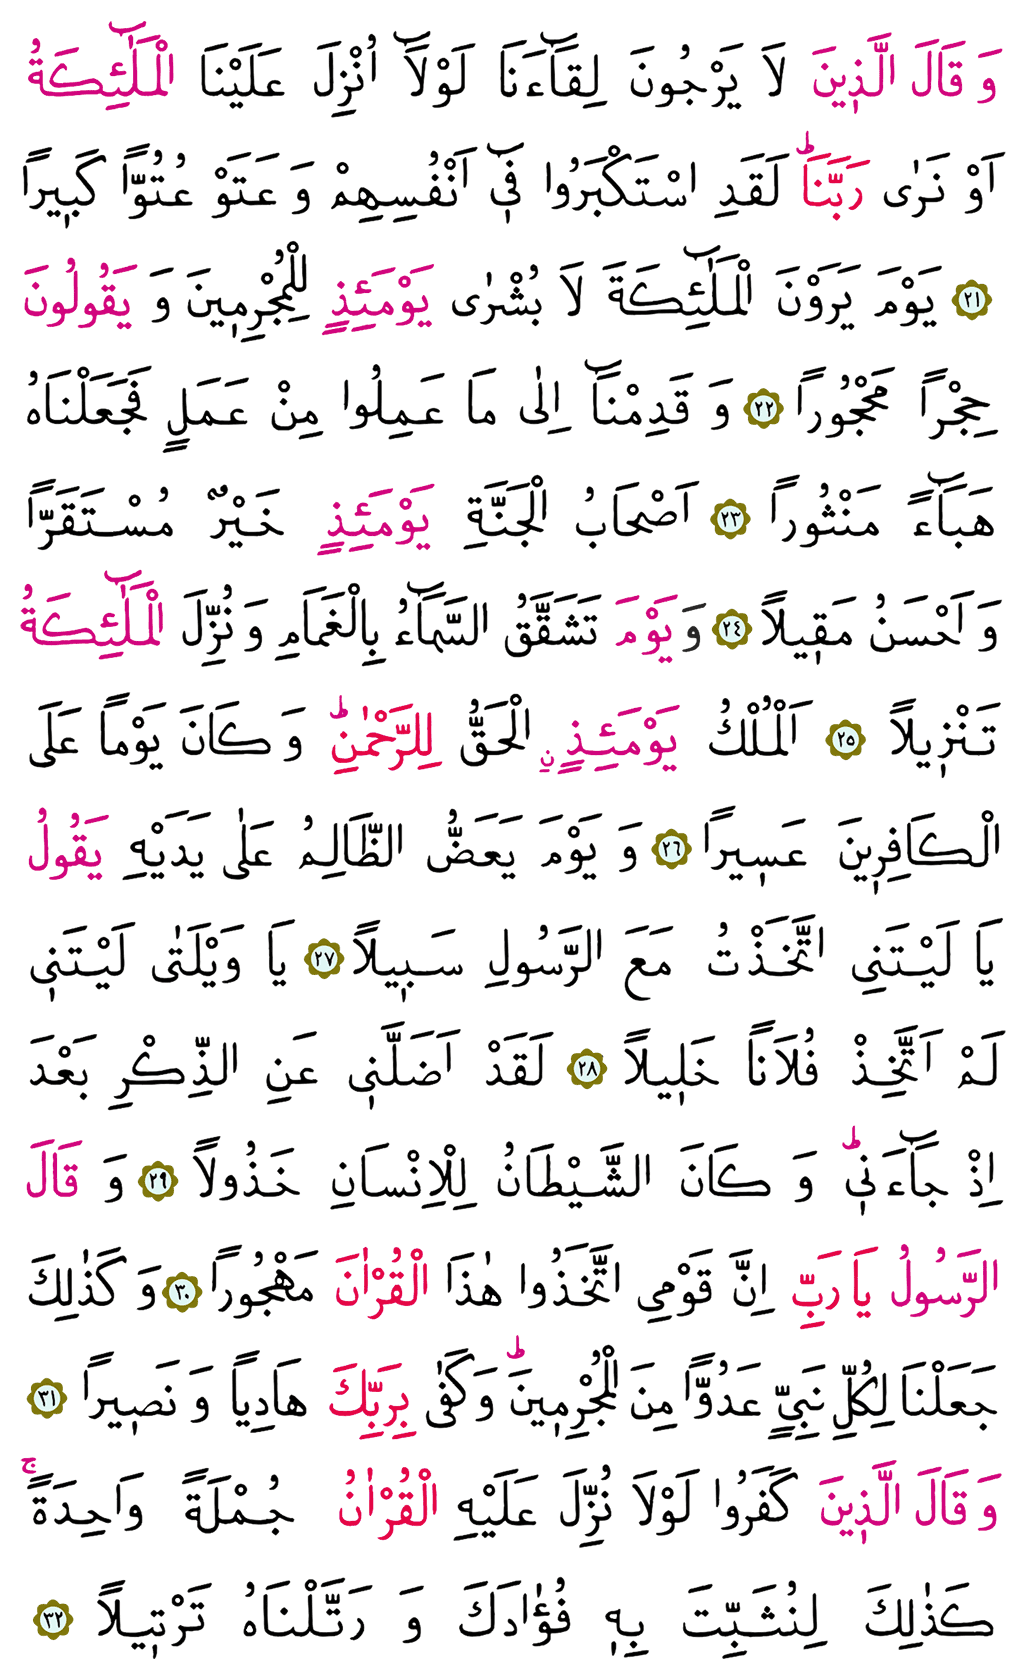 وَ قَالَ الَّذٖينَ لَا يَرْجُونَ لِقَٓاءَنَا لَوْلَٓا اُنْزِلَ عَلَيْنَا الْمَلٰٓئِكَةُ
اَوْ نَرٰى رَبَّنَاؕ لَقَدِ اسْتَكْبَرُوا فٖٓى اَنْفُسِهِمْ وَ عَتَوْ عُتُوًّا كَبٖيرًا
﴿٢١﴾ يَوْمَ يَرَوْنَ الْمَلٰٓئِكَةَ لَا بُشْرٰى يَوْمَئِذٍ لِلْمُجْرِمٖينَ وَ يَقُولُونَ
حِجْرًا مَحْجُورًا ﴿٢٢﴾ وَ قَدِمْنَٓا اِلٰى مَا عَمِلُوا مِنْ عَمَلٍ فَجَعَلْنَاهُ
هَبَٓاءً مَنْثُورًا ﴿٢٣﴾ اَصْحَابُ الْجَنَّةِ يَوْمَئِذٍ خَيْرٌ مُسْتَقَرًّا
وَ اَحْسَنُ مَقٖيلًا ﴿٢٤﴾ وَ يَوْمَ تَشَقَّقُ السَّمَٓاءُ بِالْغَمَامِ وَ نُزِّلَ الْمَلٰٓئِكَةُ
تَنْزٖيلًا ﴿٢٥﴾ اَلْمُلْكُ يَوْمَئِذٍ ۨ الْحَقُّ لِلرَّحْمٰنِؕ وَ كَانَ يَوْمًا عَلَى
الْكَافِرٖينَ عَسٖيرًا ﴿٢٦﴾ وَ يَوْمَ يَعَضُّ الظَّالِمُ عَلٰى يَدَيْهِ يَقُولُ
يَا لَيْتَنِى اتَّخَذْتُ مَعَ الرَّسُولِ سَبٖيلًا ﴿٢٧﴾ يَا وَيْلَتٰى لَيْتَنٖى
لَمْ اَتَّخِذْ فُلَانًا خَلٖيلًا ﴿٢٨﴾ لَقَدْ اَضَلَّنٖى عَنِ الذِّكْرِ بَعْدَ
اِذْ جَٓاءَنٖىؕ وَ كَانَ الشَّيْطَانُ لِلْاِنْسَانِ خَذُولًا ﴿٢٩﴾ وَ قَالَ
الرَّسُولُ يَا رَبِّ اِنَّ قَوْمِى اتَّخَذُوا هٰذَا الْقُرْاٰنَ مَهْجُورًا ﴿٣٠﴾ وَ كَذٰلِكَ
جَعَلْنَا لِكُلِّ نَبِىٍّ عَدُوًّا مِنَ الْمُجْرِمٖينَؕ وَ كَفٰى بِرَبِّكَ هَادِيًا وَ نَصٖيرًا ﴿٣١﴾
وَ قَالَ الَّذٖينَ كَفَرُوا لَوْلَا نُزِّلَ عَلَيْهِ الْقُرْاٰنُ جُمْلَةً وَاحِدَةًۚ
كَذٰلِكَ لِنُثَبِّتَ بِهٖ فُؤٰادَكَ وَ رَتَّلْنَاهُ تَرْتٖيلًا ﴿٣٢﴾